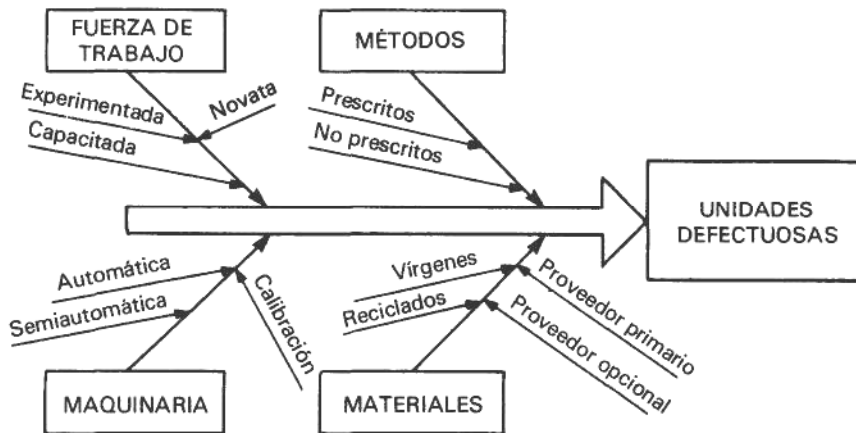 FUERZA DE
TRABAJO
MÉTODOS
Experimentada
Novata
Capacitada
Prescritos
No prescritos
UNIDADES
DEFECTUOSAS
Automática
Semiautomática
Calibración
Vírgenes
Reciclados
Proveedor primario
Proveedor opcional
MAQUINARIA
MATERIALES